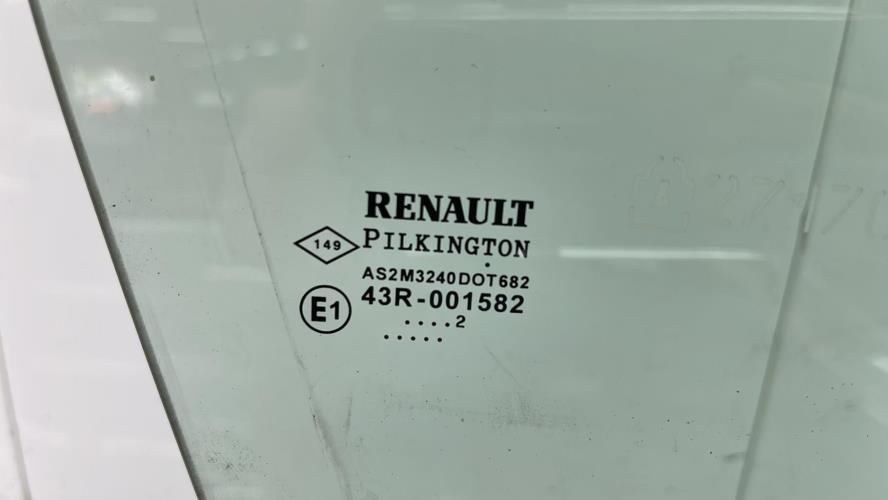 RENAULT
149 PILKINGTON
AS2M3240DOT682
E1 43R-001582
....2
.....